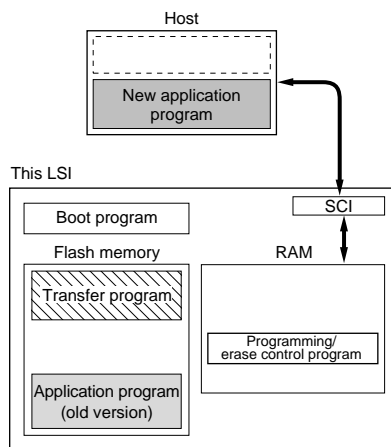 Host
New application
program
This LSI
SCI
Boot program
Flash memory
RAM
Transfer program
Programming/
erase control program
Application program
(old version)